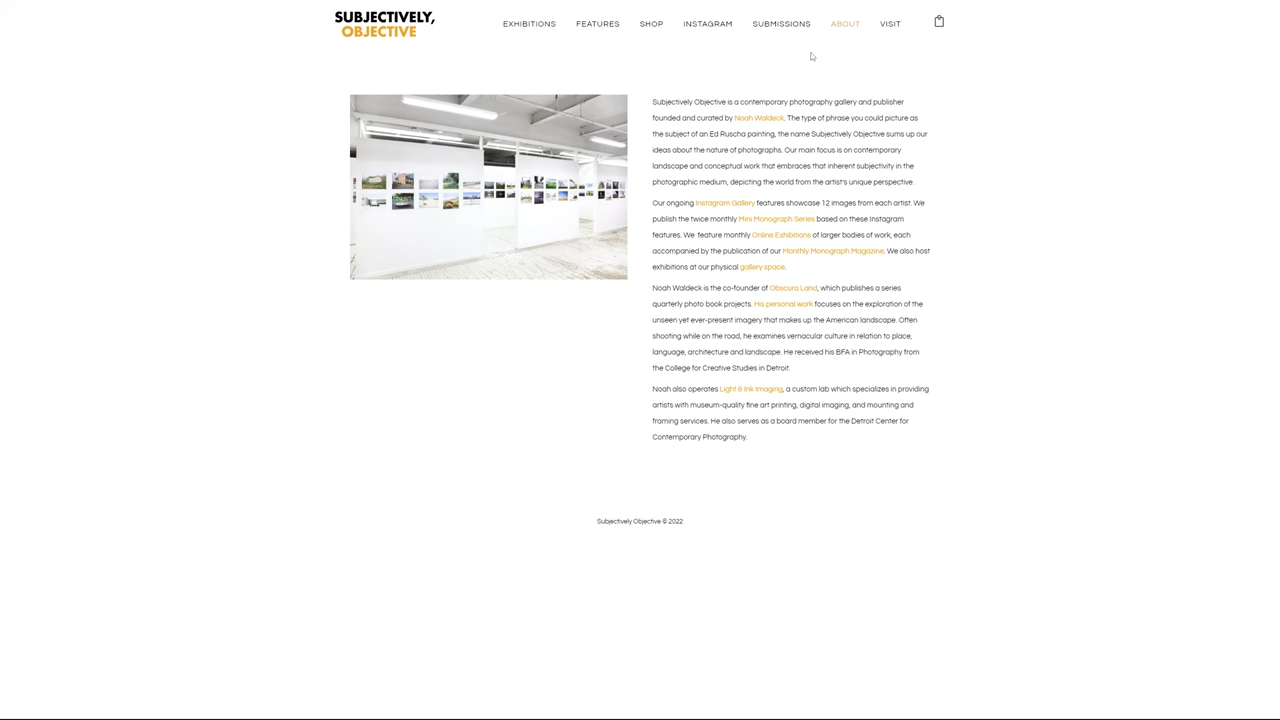 SUBJECTIVELY,
OBJECTIVE
EXHIBITIONS FEATURES SHOP INSTAGRAM SUBMISSIONS ABOUT VISIT
Subjectively Objective is a contemporary photography gallery and publisher
founded and curated by Noah Waldeck. The type of phrase you could picture as
the subject of an Ed Ruscha painting, the name Subjectively Objective sums up our
ideas about the nature of photographs. Our main focus is on contemporary
landscape and conceptual work that embraces that inherent subjectivity in the
photographic medium, depicting the world from the artist's unique perspective.
Our ongoing Instagram Gallery features showcase 12 images from each artist. We
publish the twice monthly Mini Monograph Series based on these Instagram
features. We feature monthly Online Exhibitions of larger bodies of work, each
accompanied by the publication of our Monthly Monograph Magazine. We also host
exhibitions at our physical gallery space.
Noah Waldeck is the co-founder of Obscura Land, which publishes a series
quarterly photo book projects. His personal work focuses on the exploration of the
unseen yet ever-present imagery that makes up the American landscape. Often
shooting while on the road, he examines vernacular culture in relation to place,
language, architecture and landscape. He received his BFA in Photography from
the College for Creative Studies in Detroit.
Noah also operates Light & Ink Imaging, a custom lab which specializes in providing
artists with museum-quality fine art printing, digital imaging, and mounting and
framing services. He also serves as a board member for the Detroit Center for
Contemporary Photography.
Subjectively Objective © 2022